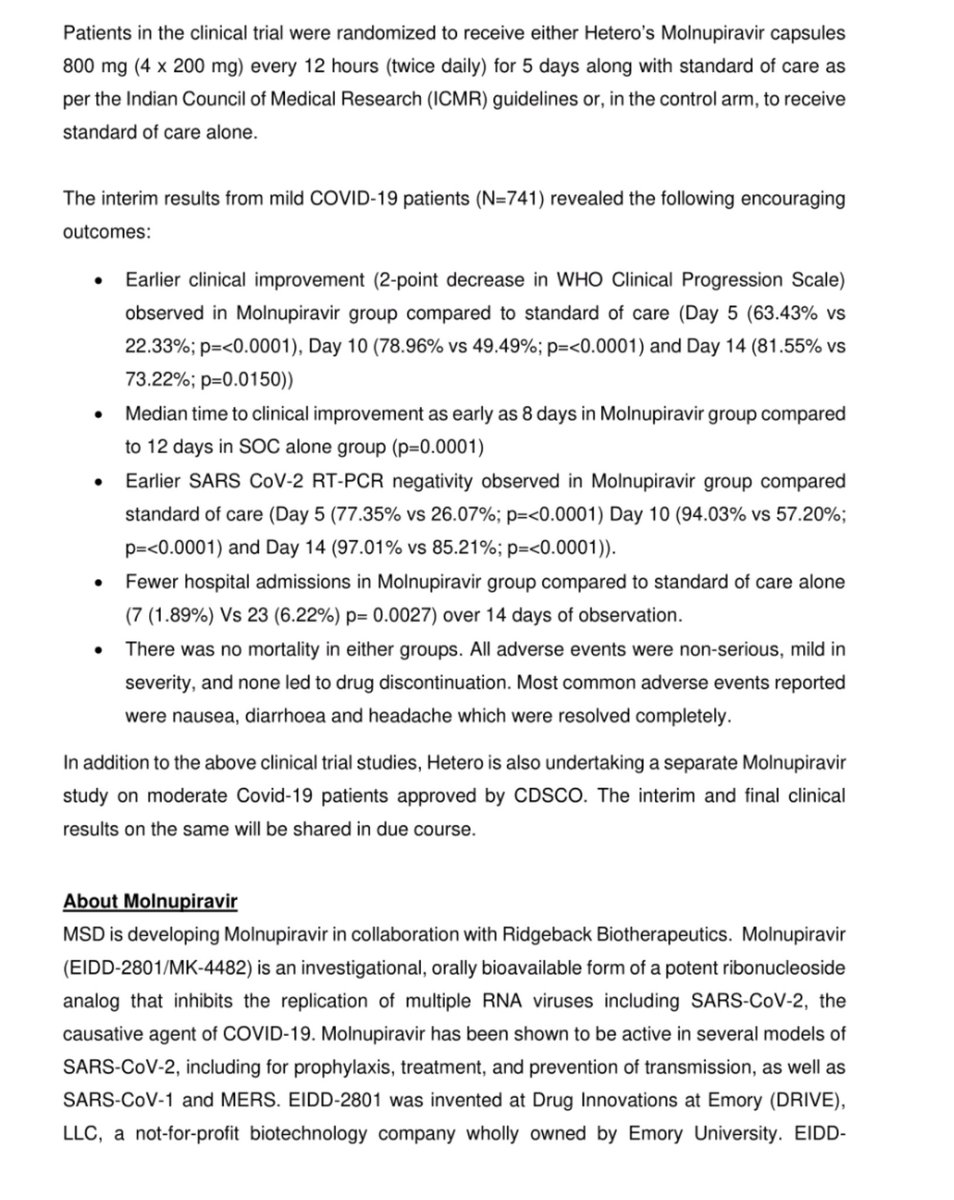 Patients in the clinical trial were randomized to receive either Hetero's Molnupiravir capsules
800 mg (4 x 200 mg) every 12 hours (twice daily) for 5 days along with standard of care as
per the Indian Council of Medical Research (ICMR) guidelines or, in the control arm, to receive
standard of care alone.
The interim results from mild COVID-19 patients (N=741) revealed the following encouraging
outcomes:
• Earlier clinical improvement (2-point decrease in WHO Clinical Progression Scale)
observed in Molnupiravir group compared to standard of care (Day 5 (63.43% vs
22.33%; p=<0.0001), Day 10 (78.96% vs 49.49%; p=<0.0001) and Day 14 (81.55% vs
73.22%; p=0.0150))
• Median time to clinical improvement as early as 8 days in Molnupiravir group compared
to 12 days in SOC alone group (p=0.0001)
• Earlier SARS CoV-2 RT-PCR negativity observed in Molnupiravir group compared
standard of care (Day 5 (77.35% vs 26.07%; p=<0.0001) Day 10 (94.03% vs 57.20%;
p=<0.0001) and Day 14 (97.01% vs 85.21%; p=<0.0001)).
• Fewer hospital admissions in Molnupiravir group compared to standard of care alone
(7 (1.89%) Vs 23 (6.22%) p= 0.0027) over 14 days of observation.
• There was no mortality in either groups. All adverse events were non-serious, mild in
severity, and none led to drug discontinuation. Most common adverse events reported
were nausea, diarrhoea and headache which were resolved completely.
In addition to the above clinical trial studies, Hetero is also undertaking a separate Molnupiravir
study on moderate Covid-19 patients approved by CDSCO. The interim and final clinical
results on the same will be shared in due course.
About Molnupiravir
MSD is developing Molnupiravir in collaboration with Ridgeback Biotherapeutics. Molnupiravir
(EIDD-2801/MK-4482) is an investigational, orally bioavailable form of a potent ribonucleoside
analog that inhibits the replication of multiple RNA viruses including SARS-CoV-2, the
causative agent of COVID-19. Molnupiravir has been shown to be active in several models of
SARS-CoV-2, including for prophylaxis, treatment, and prevention of transmission, as well as
SARS-CoV-1 and MERS. EIDD-2801 was invented at Drug Innovations at Emory (DRIVE),
LLC, a not-for-profit biotechnology company wholly owned by Emory University. EIDD-